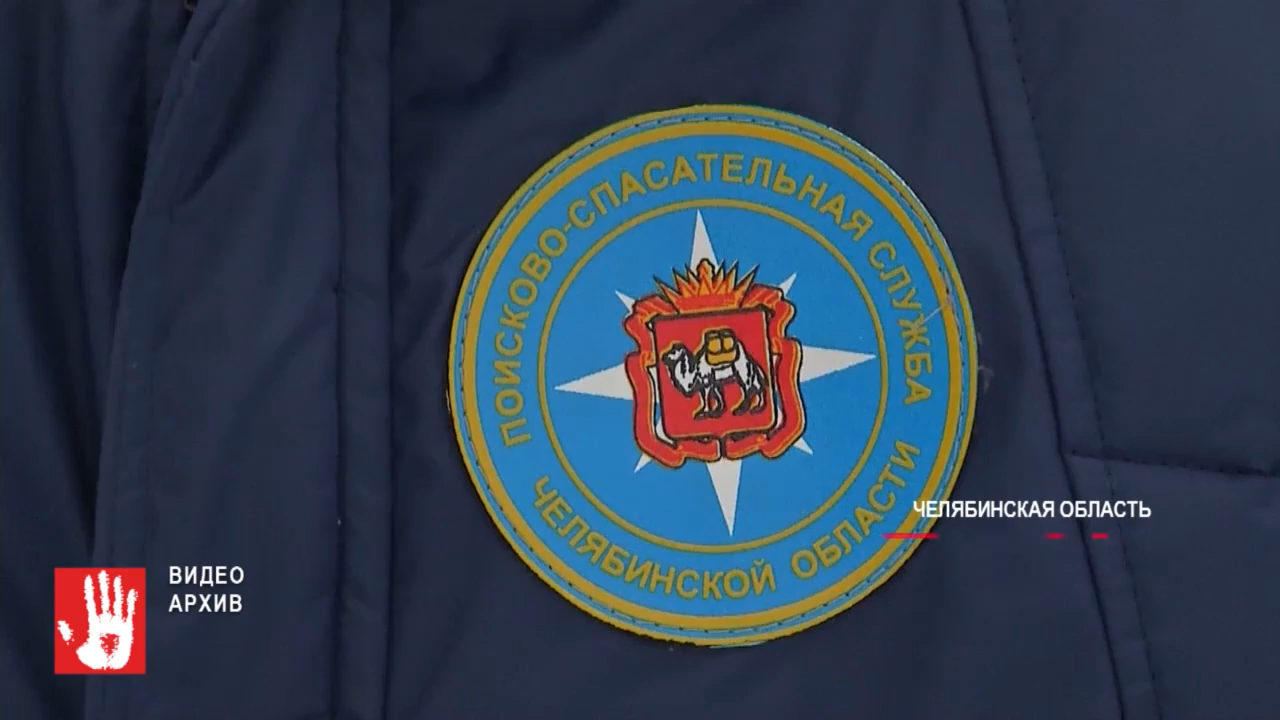 ПОИСКОВО-СПАСАТЕЛЬНАЯ СЛУЖБА
ЧЕЛЯБИНСКОЙ ОБЛАСТИ
ЧЕЛЯБИНСКАЯ ОБЛАСТЬ
ВИДЕО
АРХИВ